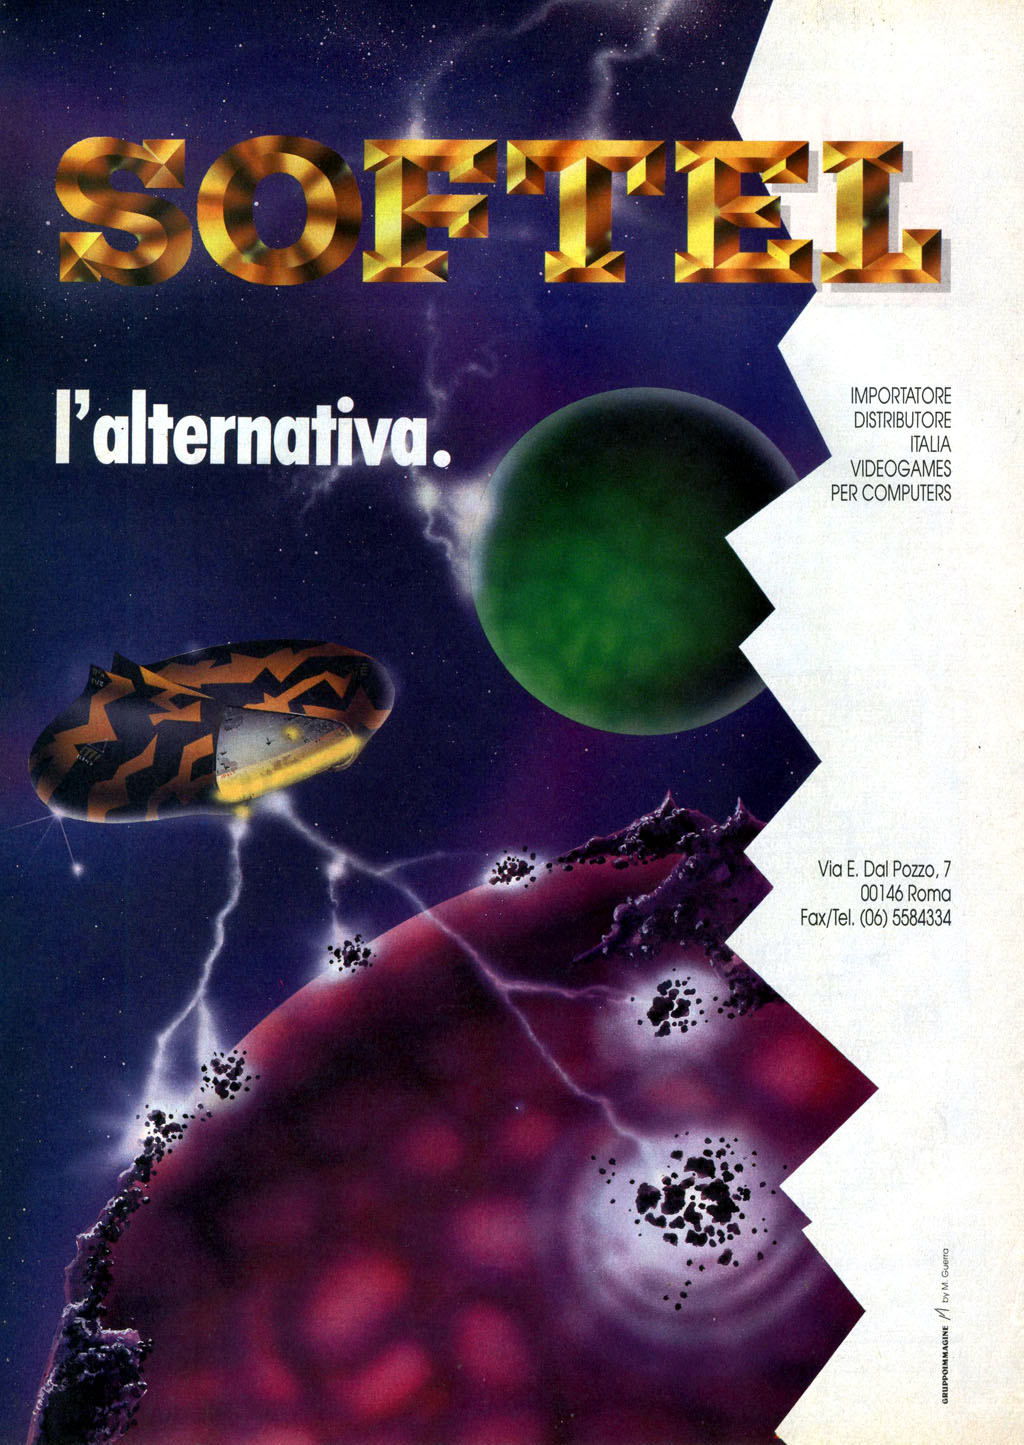 SOFTEL
l'alternativa.
IMPORTATORE
DISTRIBUTORE
ITALIA
VIDEOGAMES
PER COMPUTERS
Via E. Dal Pozzo, 7
00146 Roma
Fax/Tel. (06) 5584334
GRUPPOIMMAGINE by M. Guerra